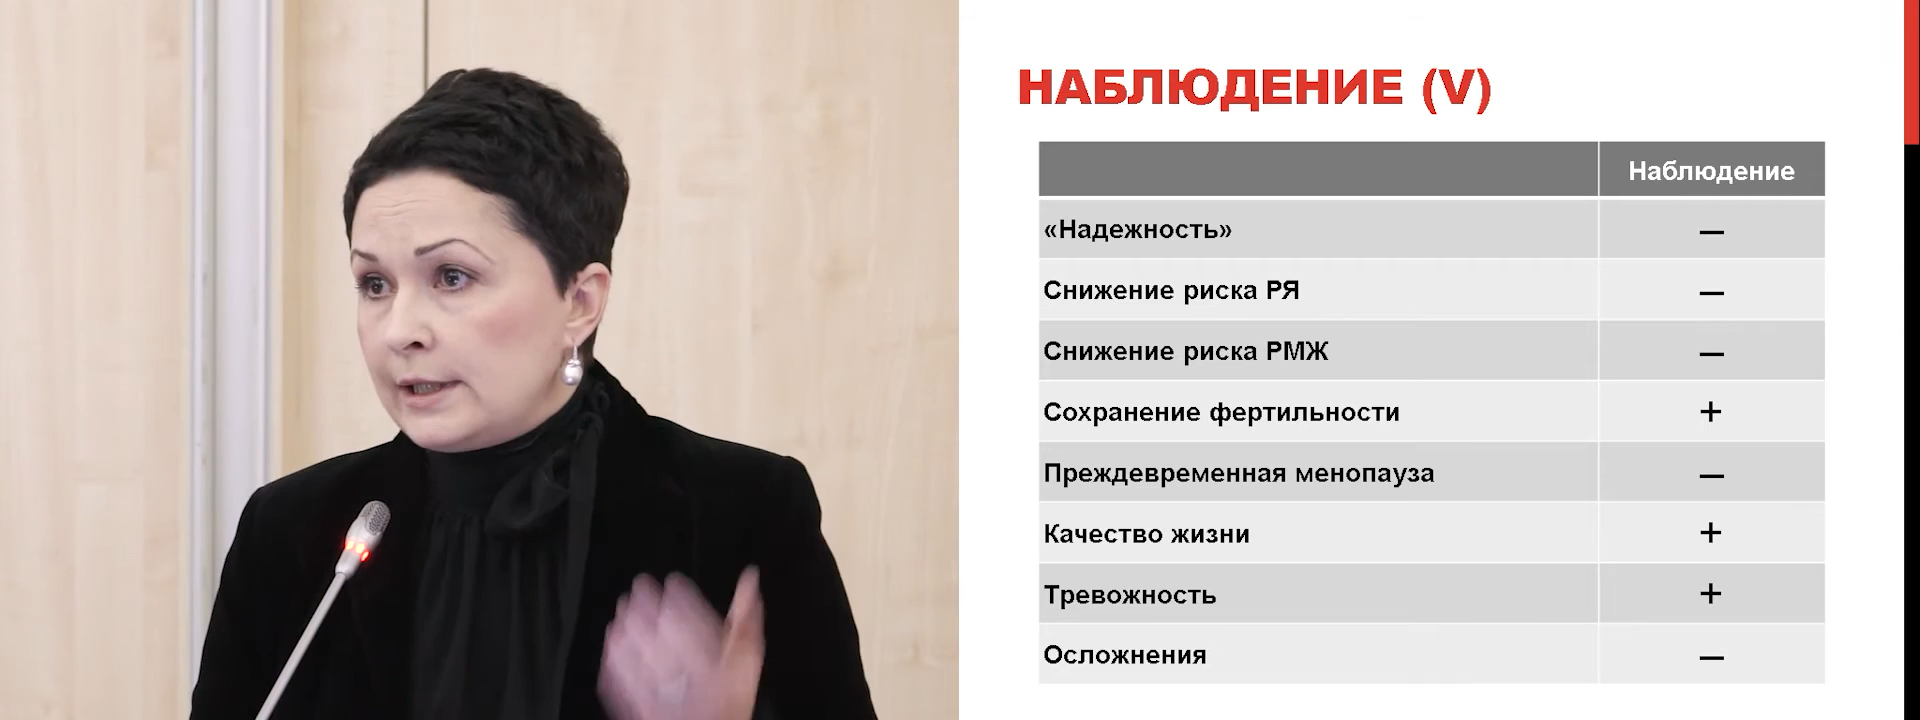 НАБЛЮДЕНИЕ (V)
Наблюдение
«Надежность» –
Снижение риска РЯ –
Снижение риска РМЖ –
Сохранение фертильности +
Преждевременная менопауза –
Качество жизни +
Тревожность +
Осложнения –